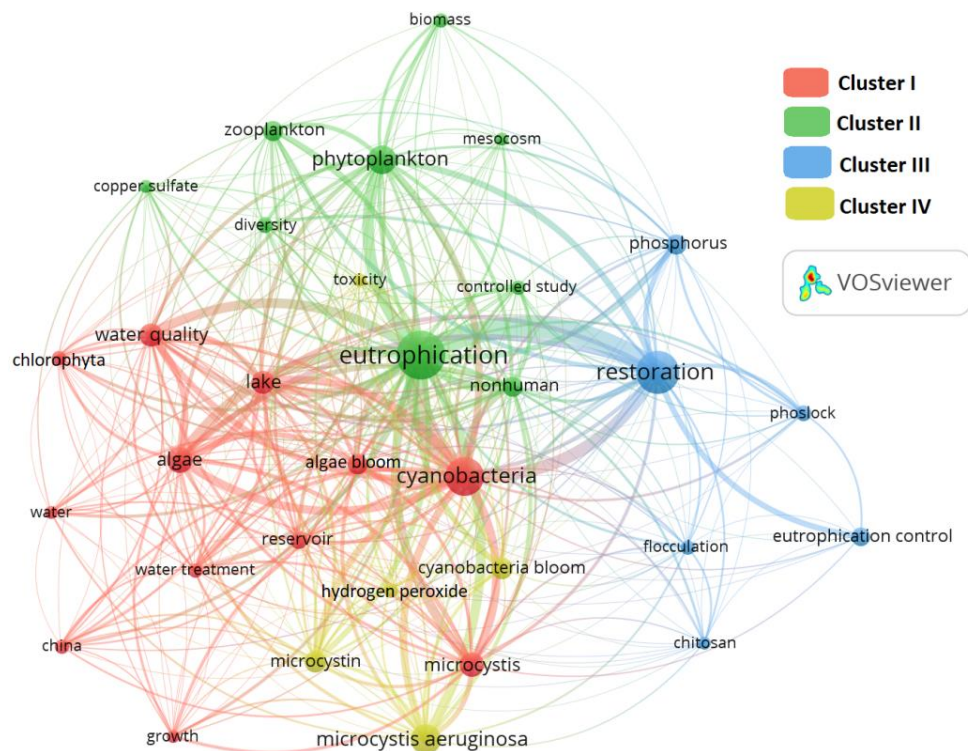 biomass
Cluster I
zooplankton
Cluster II
phytoplankton
mesocosm
Cluster III
copper sulfate
Cluster IV
diversity
phosphorus
toxicity
controlled study
VOSviewer
water quality
chlorophyta
eutrophication
lake
restoration
nonhuman
phoslock
algae
algae bloom
cyanobacteria
water
reservoir
eutrophication control
flocculation
water treatment
cyanobacteria bloom
hydrogen peroxide
china
chitosan
microcystin
microcystis
growth
microcystis aeruginosa